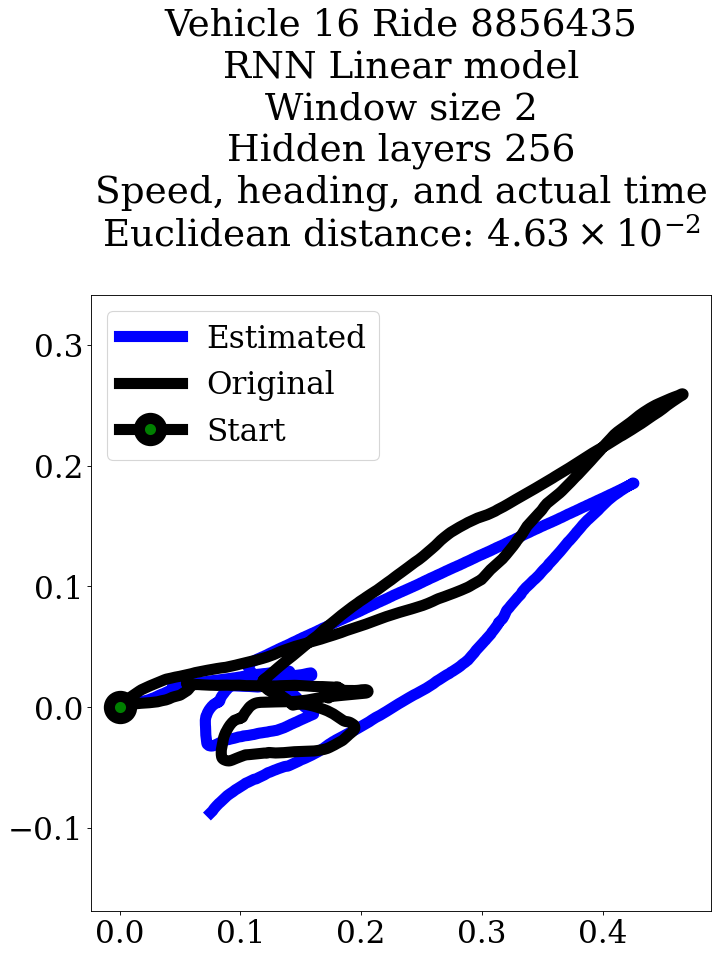 Vehicle 16 Ride 8856435
RNN Linear model
Window size 2
Hidden layers 256
Speed, heading, and actual time
Euclidean distance: 4.63 × 10⁻²
Estimated
Original
Start
0.3
0.2
0.1
0.0
−0.1
0.0 0.1 0.2 0.3 0.4